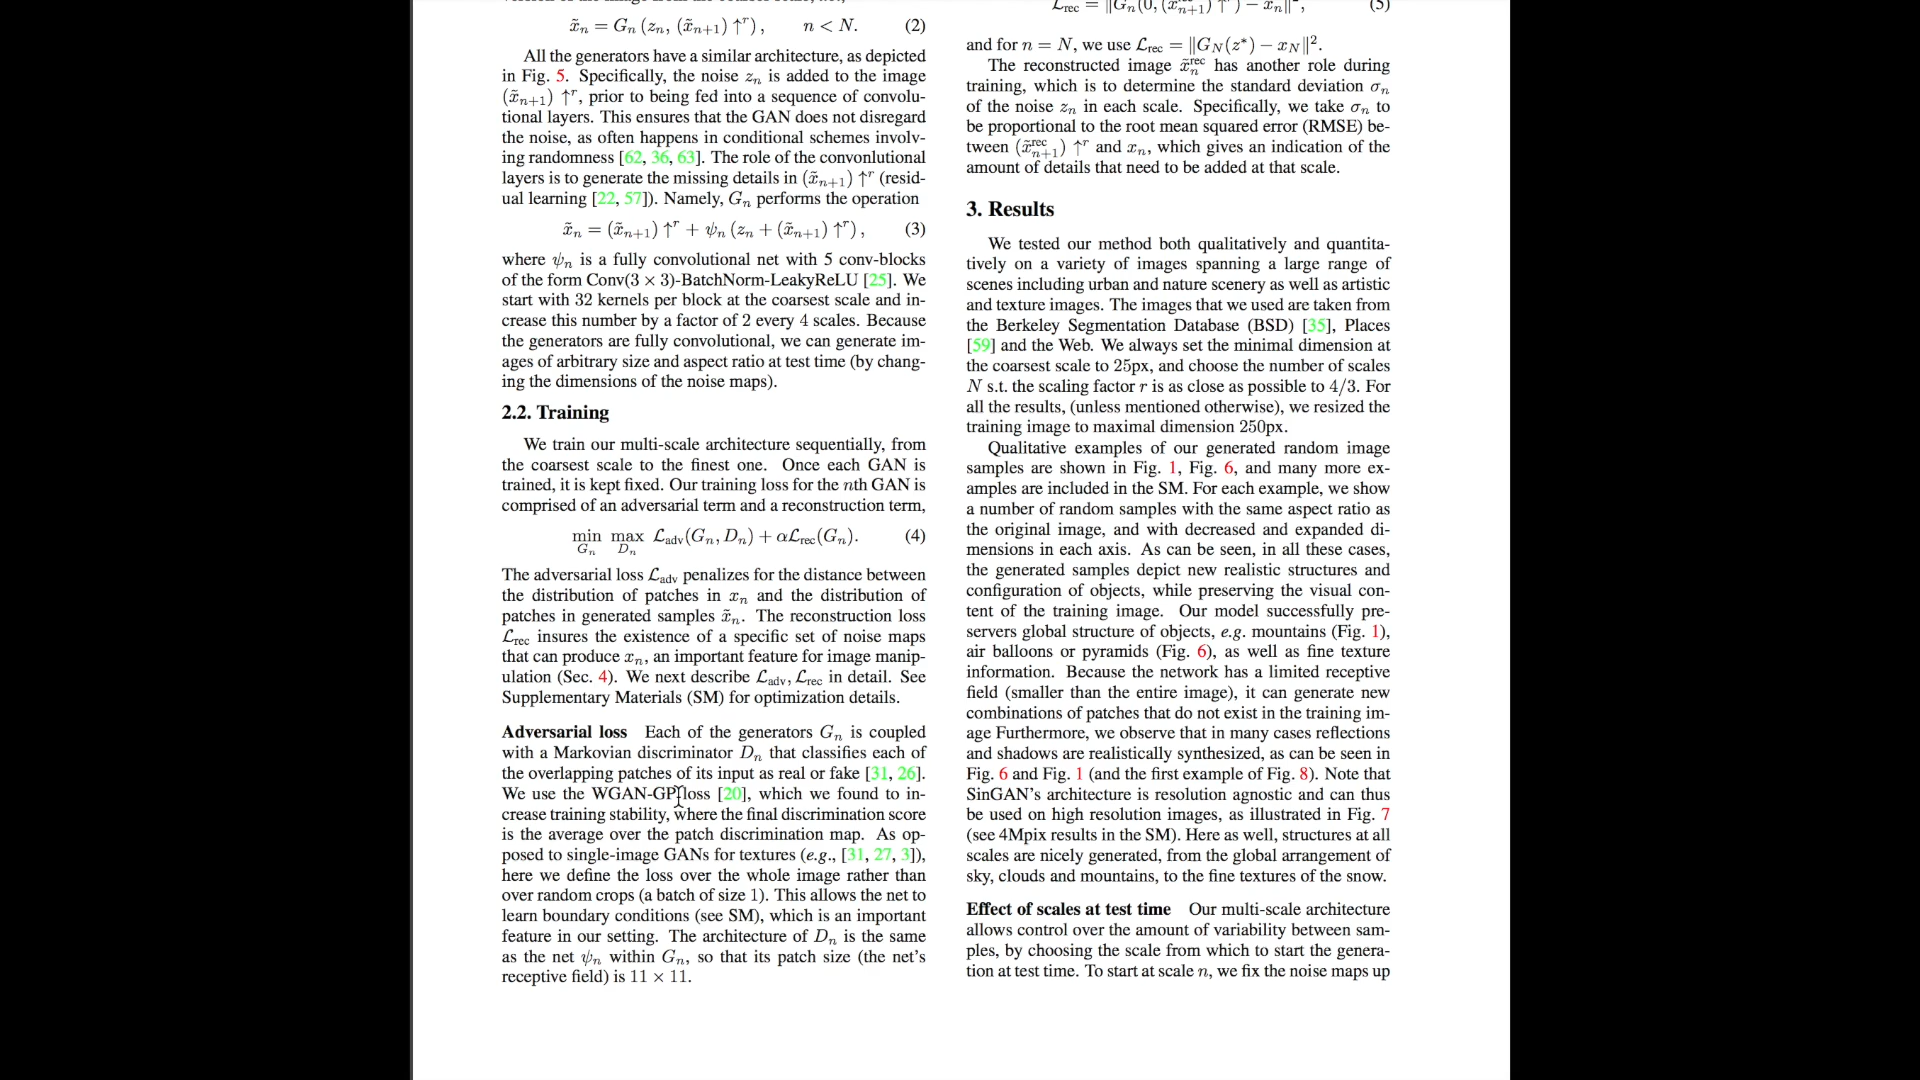 x̃n = Gn (zn, (x̃n+1) ↑r) , n < N. (2)
All the generators have a similar architecture, as depicted
in Fig. 5. Specifically, the noise zn is added to the image
(x̃n+1) ↑r, prior to being fed into a sequence of convolu-
tional layers. This ensures that the GAN does not disregard
the noise, as often happens in conditional schemes involv-
ing randomness [62, 36, 63]. The role of the convonlutional
layers is to generate the missing details in (x̃n+1) ↑r (resid-
ual learning [22, 57]). Namely, Gn performs the operation
x̃n = (x̃n+1) ↑r + ψn (zn + (x̃n+1) ↑r) , (3)
where ψn is a fully convolutional net with 5 conv-blocks
of the form Conv(3 × 3)-BatchNorm-LeakyReLU [25]. We
start with 32 kernels per block at the coarsest scale and in-
crease this number by a factor of 2 every 4 scales. Because
the generators are fully convolutional, we can generate im-
ages of arbitrary size and aspect ratio at test time (by chang-
ing the dimensions of the noise maps).
2.2. Training
We train our multi-scale architecture sequentially, from
the coarsest scale to the finest one. Once each GAN is
trained, it is kept fixed. Our training loss for the nth GAN is
comprised of an adversarial term and a reconstruction term,
min Gn max Dn Ladv(Gn, Dn) + αLrec(Gn). (4)
The adversarial loss Ladv penalizes for the distance between
the distribution of patches in xn and the distribution of
patches in generated samples x̃n. The reconstruction loss
Lrec insures the existence of a specific set of noise maps
that can produce xn, an important feature for image manip-
ulation (Sec. 4). We next describe Ladv, Lrec in detail. See
Supplementary Materials (SM) for optimization details.
Adversarial loss Each of the generators Gn is coupled
with a Markovian discriminator Dn that classifies each of
the overlapping patches of its input as real or fake [31, 26].
We use the WGAN-GP loss [20], which we found to in-
crease training stability, where the final discrimination score
is the average over the patch discrimination map. As op-
posed to single-image GANs for textures (e.g., [31, 27, 3]),
here we define the loss over the whole image rather than
over random crops (a batch of size 1). This allows the net to
learn boundary conditions (see SM), which is an important
feature in our setting. The architecture of Dn is the same
as the net ψn within Gn, so that its patch size (the net's
receptive field) is 11 × 11.
Lrec = ‖Gn(0, (x̃n+1rec) ↑r) − xn‖2, (5)
and for n = N, we use Lrec = ‖GN(z*) − xN‖2.
The reconstructed image x̃nrec has another role during
training, which is to determine the standard deviation σn
of the noise zn in each scale. Specifically, we take σn to
be proportional to the root mean squared error (RMSE) be-
tween (x̃n+1rec) ↑r and xn, which gives an indication of the
amount of details that need to be added at that scale.
3. Results
We tested our method both qualitatively and quantita-
tively on a variety of images spanning a large range of
scenes including urban and nature scenery as well as artistic
and texture images. The images that we used are taken from
the Berkeley Segmentation Database (BSD) [35], Places
[59] and the Web. We always set the minimal dimension at
the coarsest scale to 25px, and choose the number of scales
N s.t. the scaling factor r is as close as possible to 4/3. For
all the results, (unless mentioned otherwise), we resized the
training image to maximal dimension 250px.
Qualitative examples of our generated random image
samples are shown in Fig. 1, Fig. 6, and many more ex-
amples are included in the SM. For each example, we show
a number of random samples with the same aspect ratio as
the original image, and with decreased and expanded di-
mensions in each axis. As can be seen, in all these cases,
the generated samples depict new realistic structures and
configuration of objects, while preserving the visual con-
tent of the training image. Our model successfully pre-
servers global structure of objects, e.g. mountains (Fig. 1),
air balloons or pyramids (Fig. 6), as well as fine texture
information. Because the network has a limited receptive
field (smaller than the entire image), it can generate new
combinations of patches that do not exist in the training im-
age Furthermore, we observe that in many cases reflections
and shadows are realistically synthesized, as can be seen in
Fig. 6 and Fig. 1 (and the first example of Fig. 8). Note that
SinGAN's architecture is resolution agnostic and can thus
be used on high resolution images, as illustrated in Fig. 7
(see 4Mpix results in the SM). Here as well, structures at all
scales are nicely generated, from the global arrangement of
sky, clouds and mountains, to the fine textures of the snow.
Effect of scales at test time Our multi-scale architecture
allows control over the amount of variability between sam-
ples, by choosing the scale from which to start the genera-
tion at test time. To start at scale n, we fix the noise maps up